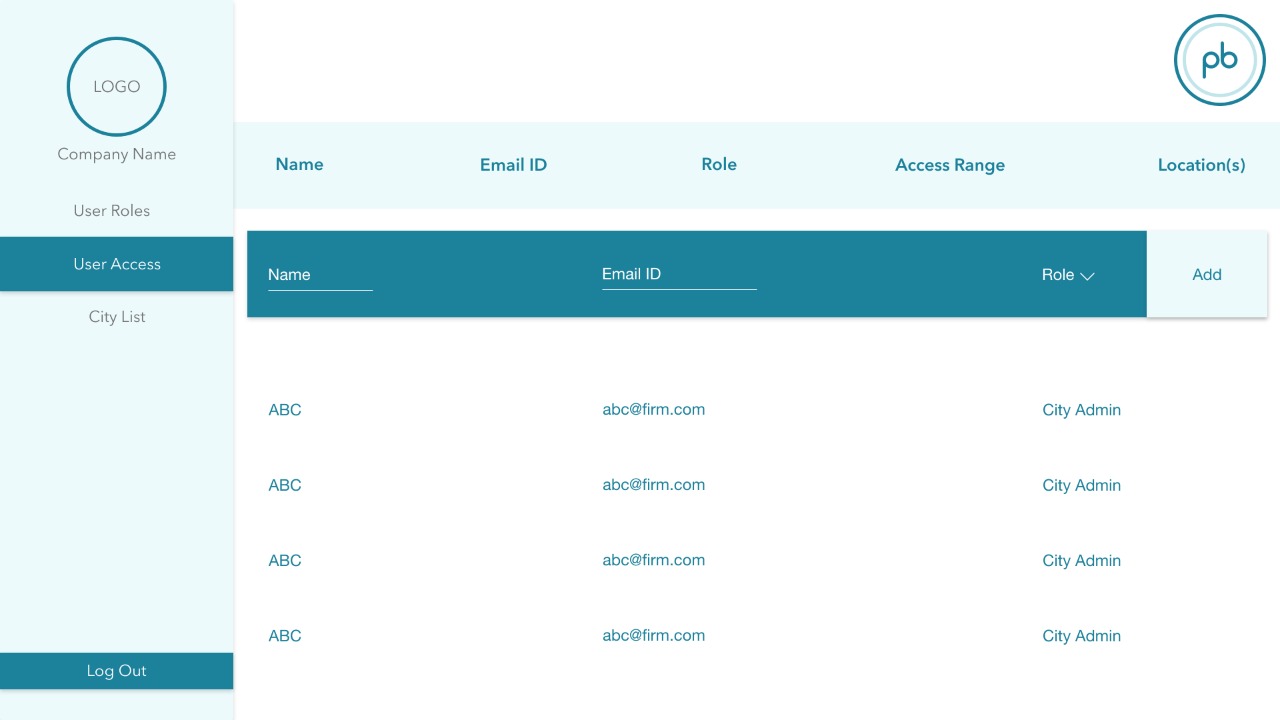 LOGO
Company Name
User Roles
User Access
City List
Log Out
pb
Name Email ID Role Access Range Location(s)
Name Email ID Role Add
ABC abc@firm.com City Admin
ABC abc@firm.com City Admin
ABC abc@firm.com City Admin
ABC abc@firm.com City Admin